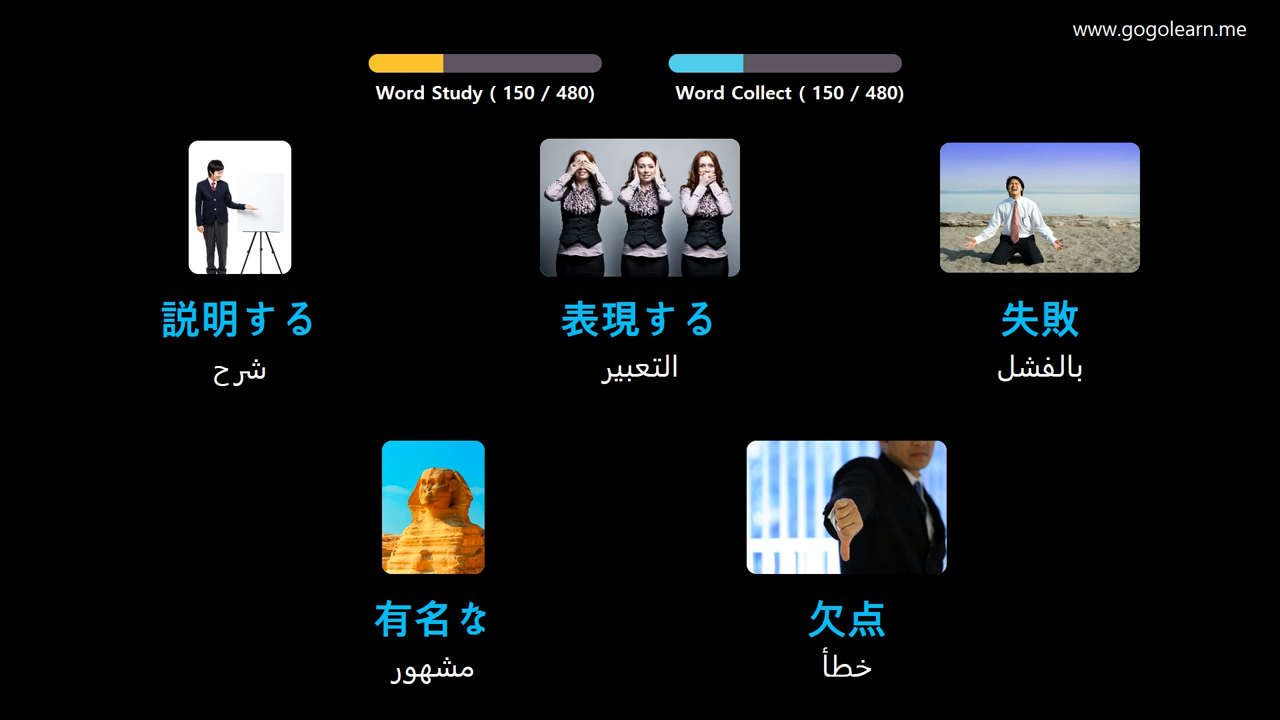 www.gogolearn.me
Word Study ( 150 / 480)
Word Collect ( 150 / 480)
説明する
شرح
表現する
التعبير
失敗
بالفشل
有名な
مشهور
欠点
خطأ